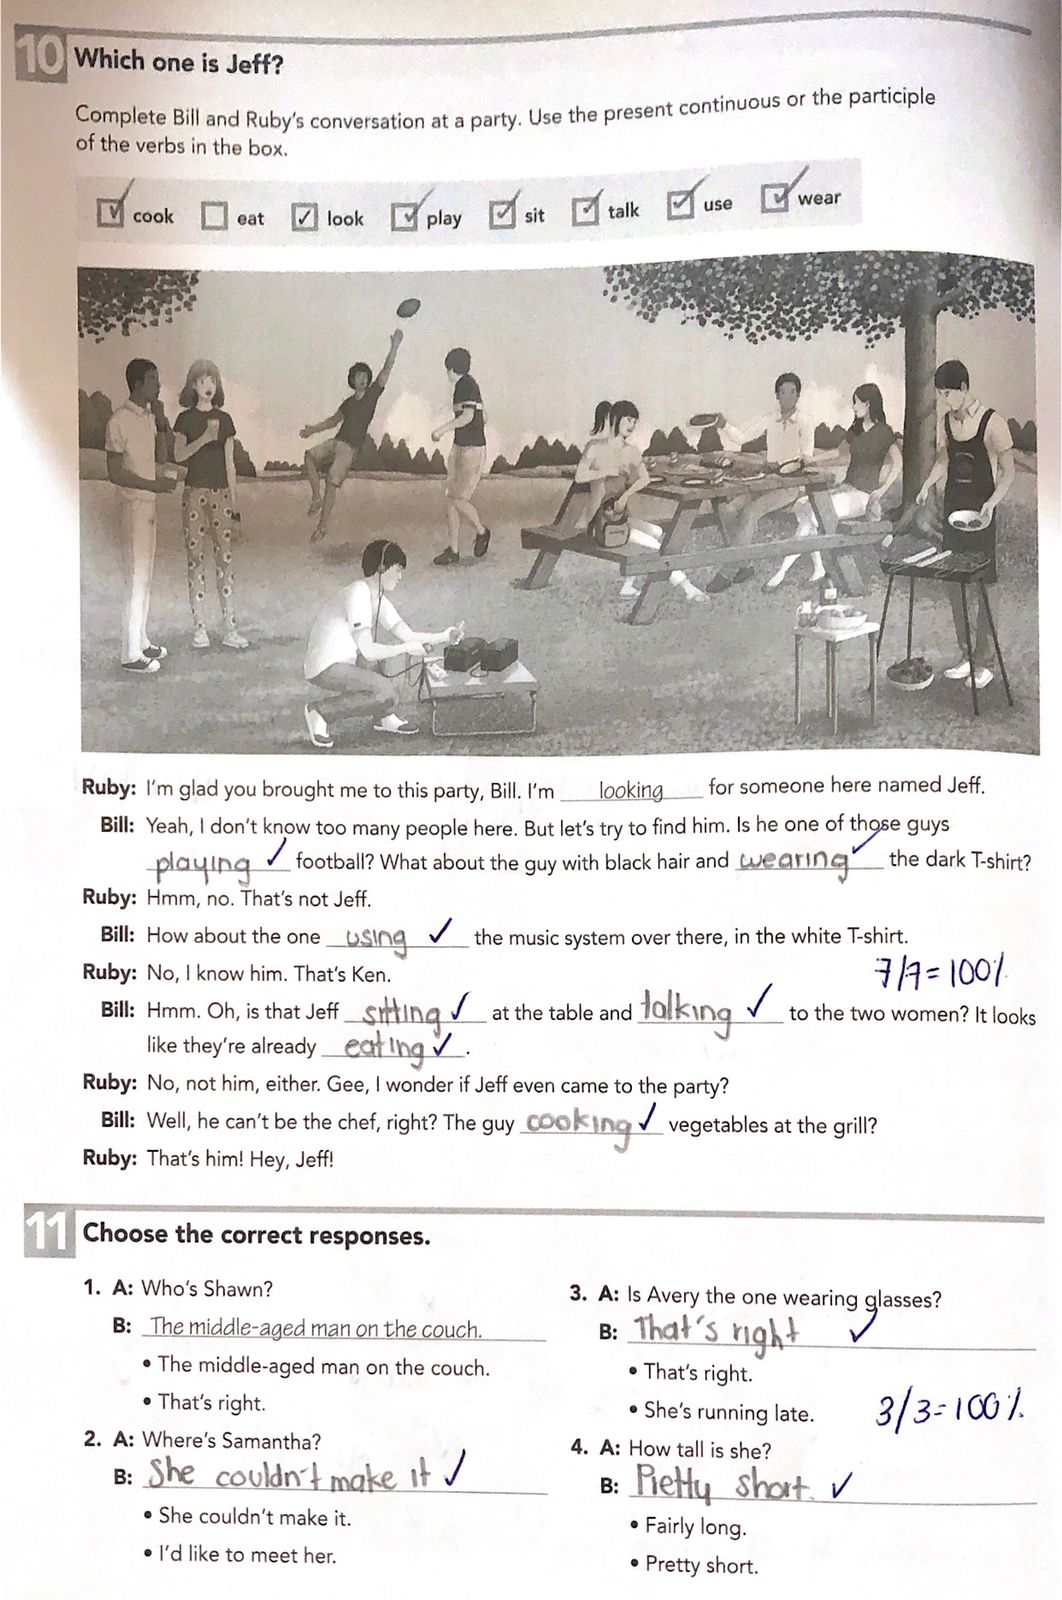 10 Which one is Jeff?
Complete Bill and Ruby's conversation at a party. Use the present continuous or the participle
of the verbs in the box.
cook eat look play sit talk use wear
Ruby: I'm glad you brought me to this party, Bill. I'm looking for someone here named Jeff.
Bill: Yeah, I don't know too many people here. But let's try to find him. Is he one of those guys
playing football? What about the guy with black hair and wearing the dark T-shirt?
Ruby: Hmm, no. That's not Jeff.
Bill: How about the one using the music system over there, in the white T-shirt.
Ruby: No, I know him. That's Ken.
7/7=100%
Bill: Hmm. Oh, is that Jeff sitting at the table and talking to the two women? It looks
like they're already eating.
Ruby: No, not him, either. Gee, I wonder if Jeff even came to the party?
Bill: Well, he can't be the chef, right? The guy cooking vegetables at the grill?
Ruby: That's him! Hey, Jeff!
11 Choose the correct responses.
1. A: Who's Shawn?
B: The middle-aged man on the couch.
• The middle-aged man on the couch.
• That's right.
2. A: Where's Samantha?
B: She couldn't make it
• She couldn't make it.
• I'd like to meet her.
3. A: Is Avery the one wearing glasses?
B: That's right
• That's right.
• She's running late.
3/3=100%
4. A: How tall is she?
B: Pretty short.
• Fairly long.
• Pretty short.